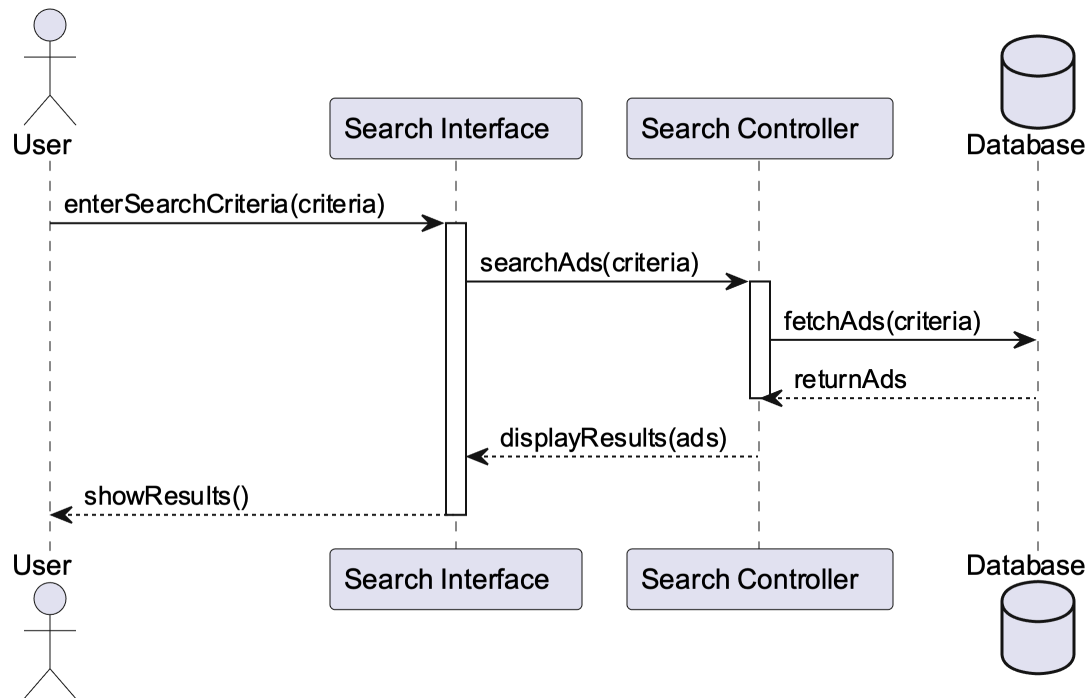 User
Search Interface
Search Controller
Database
enterSearchCriteria(criteria)
searchAds(criteria)
fetchAds(criteria)
returnAds
displayResults(ads)
showResults()
User
Search Interface
Search Controller
Database